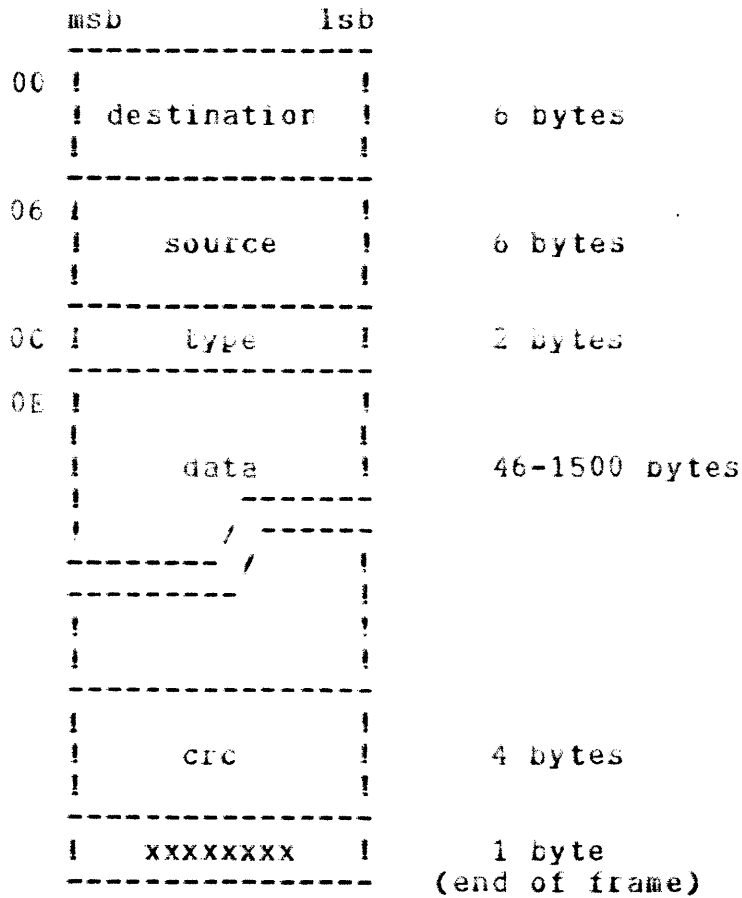 msb lsb
00
destination 6 bytes
06
source 6 bytes
0C type 2 bytes
0E
data 46-1500 bytes
crc 4 bytes
xxxxxxxx 1 byte
(end of frame)